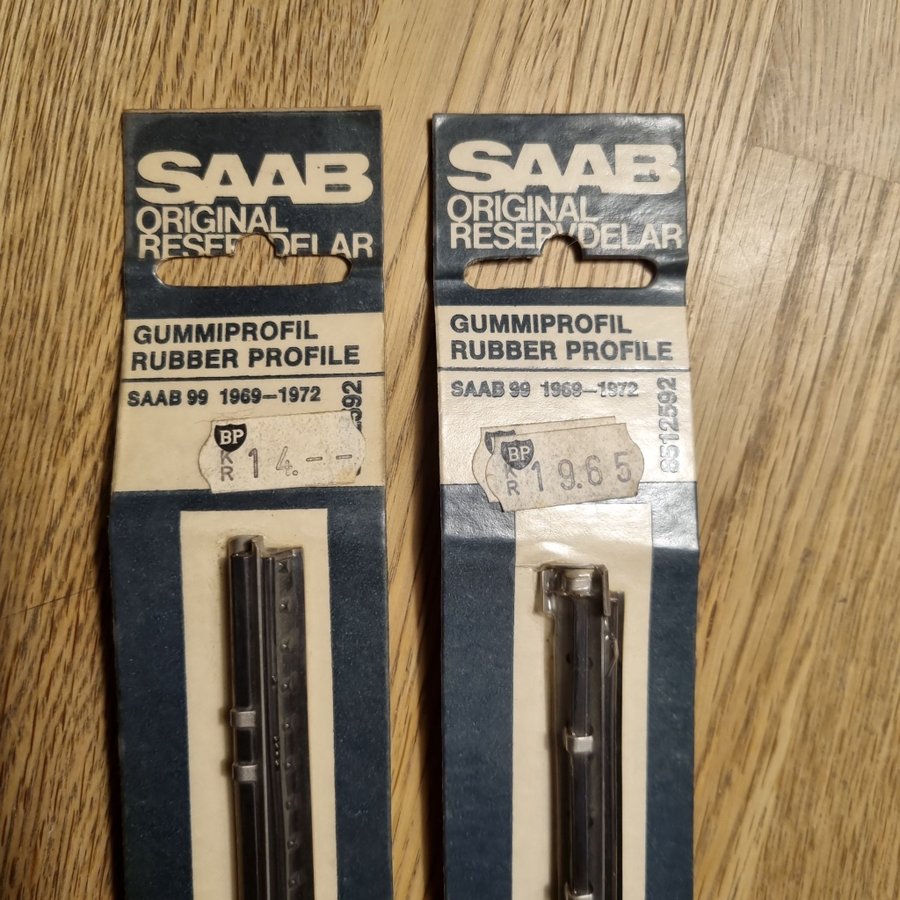 SAAB
ORIGINAL
RESERVDELAR
GUMMIPROFIL
RUBBER PROFILE
SAAB 99 1969–1972
592
BP
KR 14.--
SAAB
ORIGINAL
RESERVDELAR
GUMMIPROFIL
RUBBER PROFILE
SAAB 99 1969–1972
8512592
BP
KR 19.65